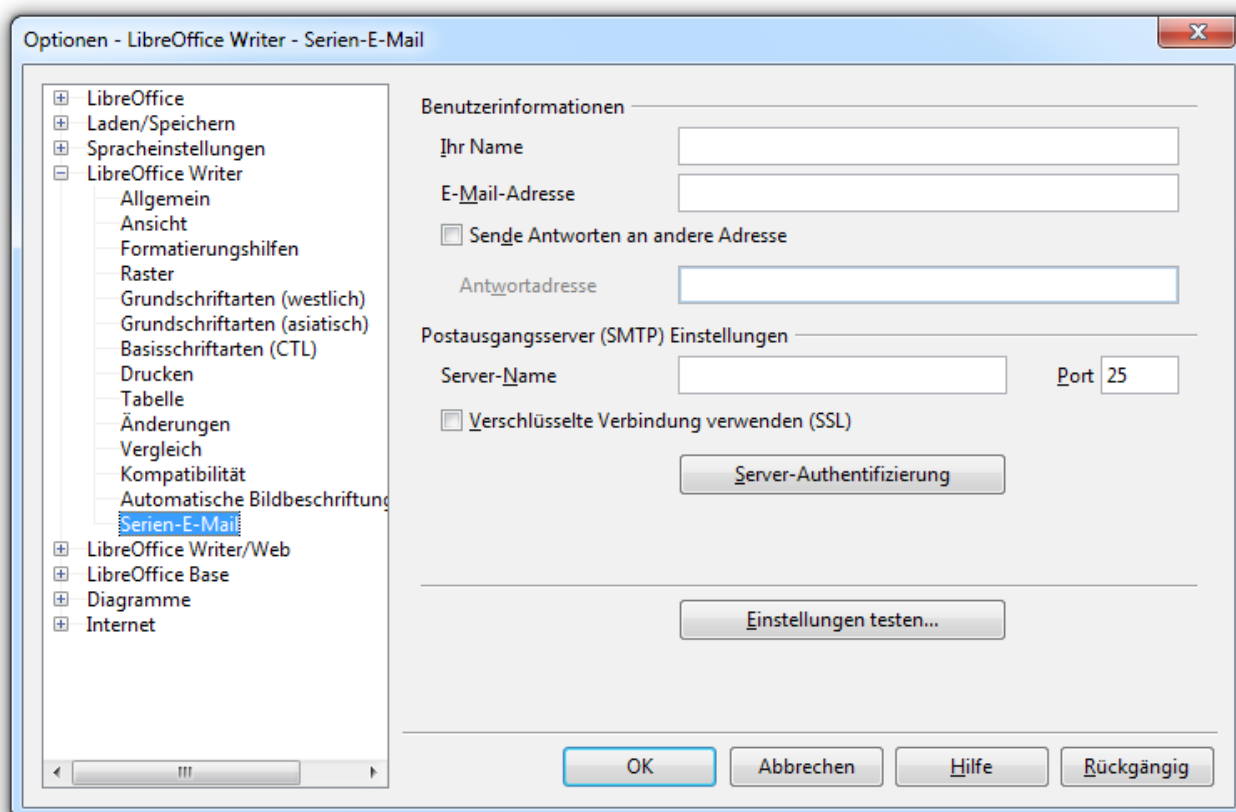 Optionen - LibreOffice Writer - Serien-E-Mail
LibreOffice
Laden/Speichern
Spracheinstellungen
LibreOffice Writer
Allgemein
Ansicht
Formatierungshilfen
Raster
Grundschriftarten (westlich)
Grundschriftarten (asiatisch)
Basisschriftarten (CTL)
Drucken
Tabelle
Änderungen
Vergleich
Kompatibilität
Automatische Bildbeschriftung
Serien-E-Mail
LibreOffice Writer/Web
LibreOffice Base
Diagramme
Internet
Benutzerinformationen
Ihr Name
E-Mail-Adresse
Sende Antworten an andere Adresse
Antwortadresse
Postausgangsserver (SMTP) Einstellungen
Server-Name Port 25
Verschlüsselte Verbindung verwenden (SSL)
Server-Authentifizierung
Einstellungen testen...
OK Abbrechen Hilfe Rückgängig